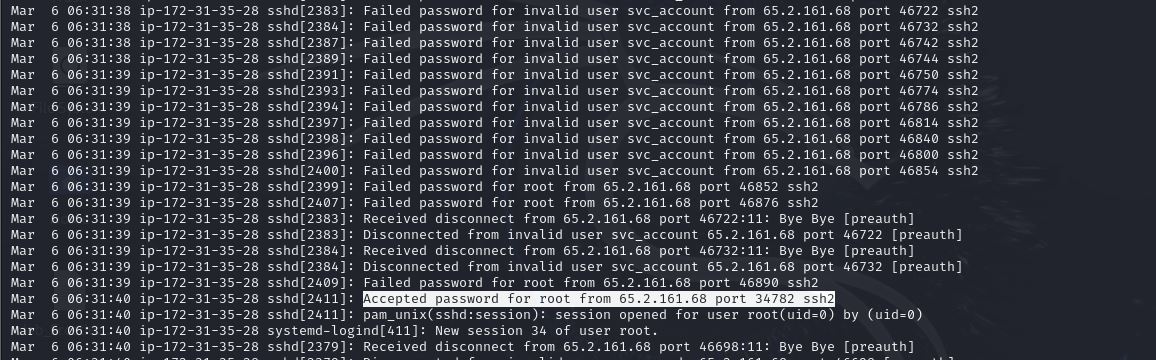 Mar  6 06:31:38 ip-172-31-35-28 sshd[2383]: Failed password for invalid user svc_account from 65.2.161.68 port 46722 ssh2
Mar  6 06:31:38 ip-172-31-35-28 sshd[2384]: Failed password for invalid user svc_account from 65.2.161.68 port 46732 ssh2
Mar  6 06:31:38 ip-172-31-35-28 sshd[2387]: Failed password for invalid user svc_account from 65.2.161.68 port 46742 ssh2
Mar  6 06:31:38 ip-172-31-35-28 sshd[2389]: Failed password for invalid user svc_account from 65.2.161.68 port 46744 ssh2
Mar  6 06:31:39 ip-172-31-35-28 sshd[2391]: Failed password for invalid user svc_account from 65.2.161.68 port 46750 ssh2
Mar  6 06:31:39 ip-172-31-35-28 sshd[2393]: Failed password for invalid user svc_account from 65.2.161.68 port 46774 ssh2
Mar  6 06:31:39 ip-172-31-35-28 sshd[2394]: Failed password for invalid user svc_account from 65.2.161.68 port 46786 ssh2
Mar  6 06:31:39 ip-172-31-35-28 sshd[2397]: Failed password for invalid user svc_account from 65.2.161.68 port 46814 ssh2
Mar  6 06:31:39 ip-172-31-35-28 sshd[2398]: Failed password for invalid user svc_account from 65.2.161.68 port 46840 ssh2
Mar  6 06:31:39 ip-172-31-35-28 sshd[2396]: Failed password for invalid user svc_account from 65.2.161.68 port 46800 ssh2
Mar  6 06:31:39 ip-172-31-35-28 sshd[2400]: Failed password for invalid user svc_account from 65.2.161.68 port 46854 ssh2
Mar  6 06:31:39 ip-172-31-35-28 sshd[2399]: Failed password for root from 65.2.161.68 port 46852 ssh2
Mar  6 06:31:39 ip-172-31-35-28 sshd[2407]: Failed password for root from 65.2.161.68 port 46876 ssh2
Mar  6 06:31:39 ip-172-31-35-28 sshd[2383]: Received disconnect from 65.2.161.68 port 46722:11: Bye Bye [preauth]
Mar  6 06:31:39 ip-172-31-35-28 sshd[2383]: Disconnected from invalid user svc_account 65.2.161.68 port 46722 [preauth]
Mar  6 06:31:39 ip-172-31-35-28 sshd[2384]: Received disconnect from 65.2.161.68 port 46732:11: Bye Bye [preauth]
Mar  6 06:31:39 ip-172-31-35-28 sshd[2384]: Disconnected from invalid user svc_account 65.2.161.68 port 46732 [preauth]
Mar  6 06:31:39 ip-172-31-35-28 sshd[2409]: Failed password for root from 65.2.161.68 port 46890 ssh2
Mar  6 06:31:40 ip-172-31-35-28 sshd[2411]: Accepted password for root from 65.2.161.68 port 34782 ssh2
Mar  6 06:31:40 ip-172-31-35-28 sshd[2411]: pam_unix(sshd:session): session opened for user root(uid=0) by (uid=0)
Mar  6 06:31:40 ip-172-31-35-28 systemd-logind[411]: New session 34 of user root.
Mar  6 06:31:40 ip-172-31-35-28 sshd[2379]: Received disconnect from 65.2.161.68 port 46698:11: Bye Bye [preauth]